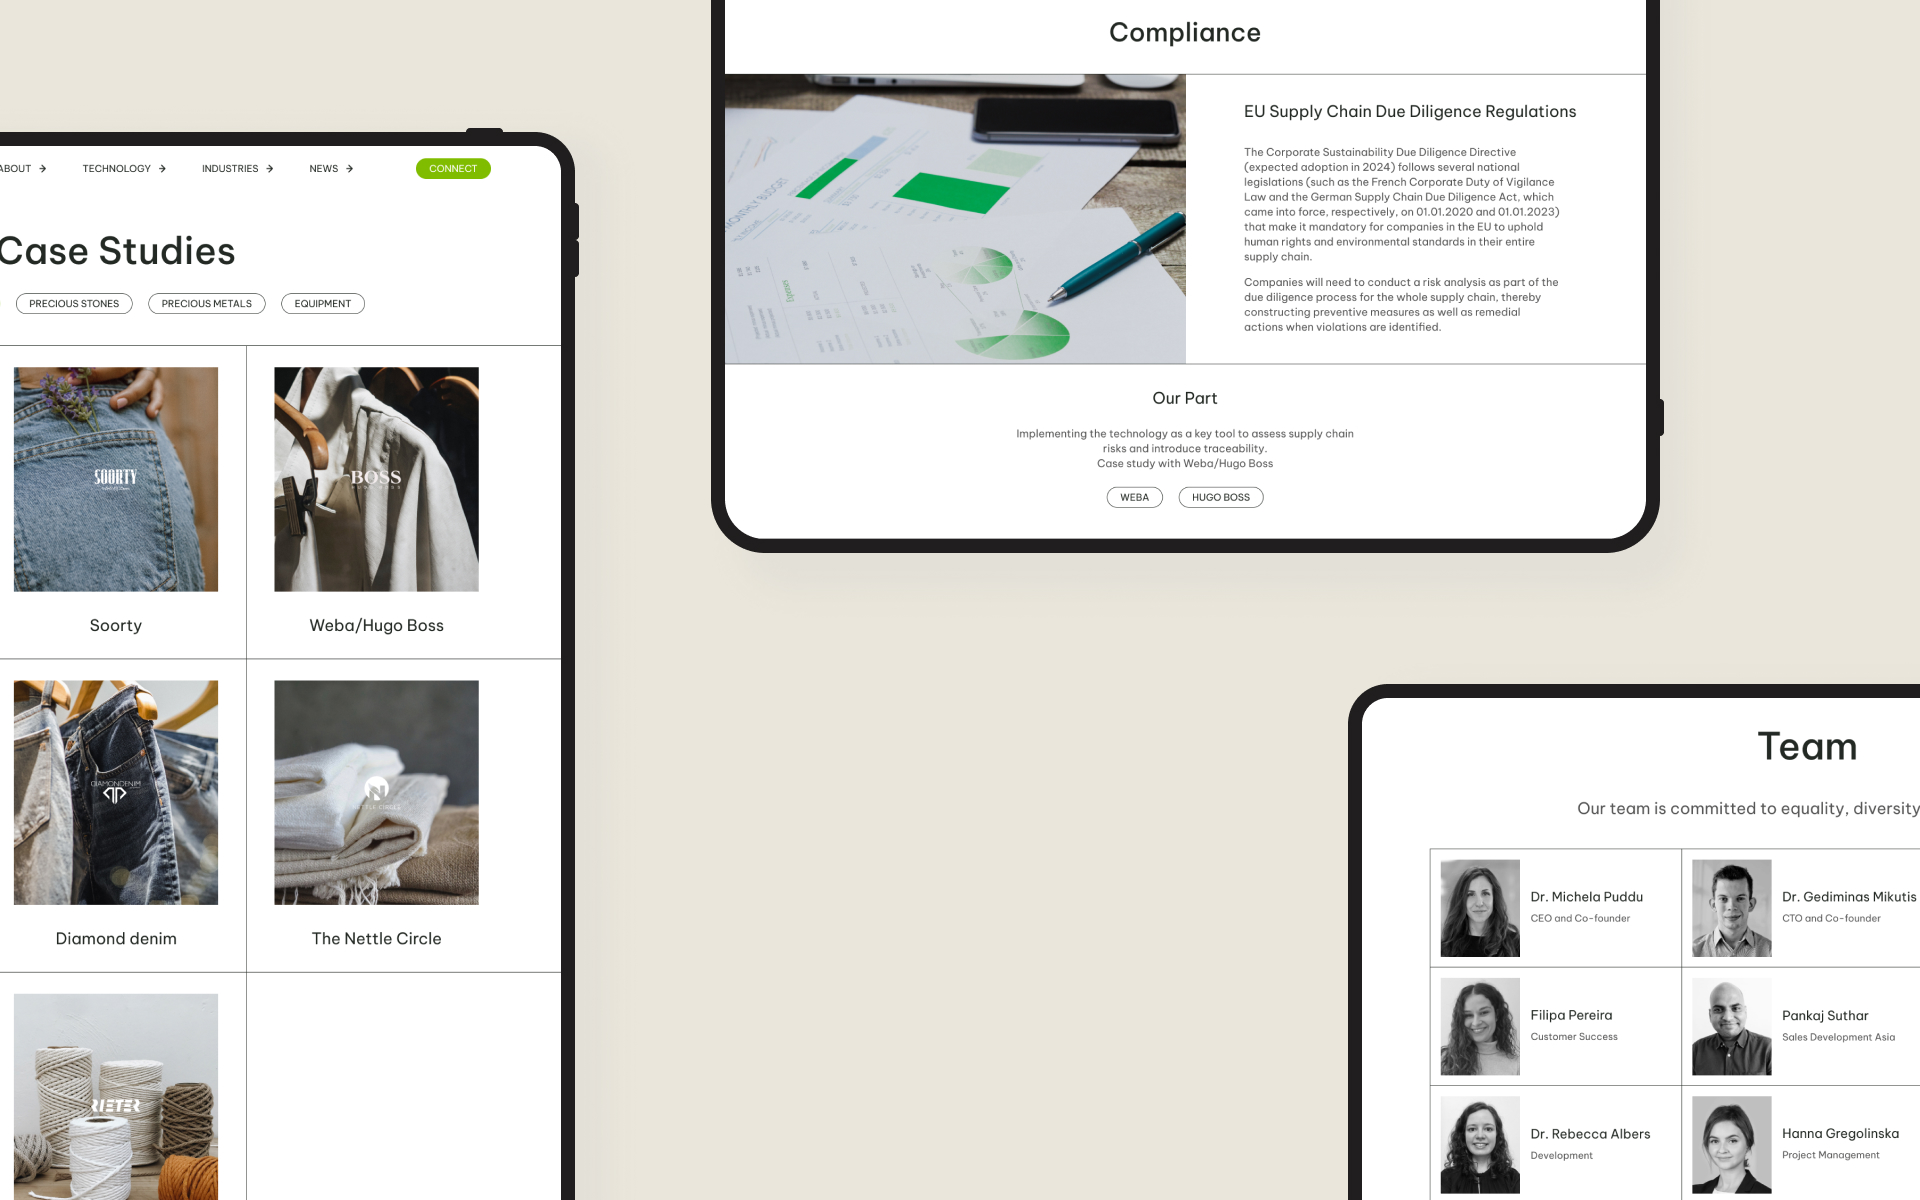 ABOUT → TECHNOLOGY → INDUSTRIES → NEWS → CONNECT
Case Studies
PRECIOUS STONES PRECIOUS METALS EQUIPMENT
SOORTY
BOSS
HUGO BOSS
Soorty
Weba/Hugo Boss
DIAMONDENIM
NETTLE CIRCLE
Diamond denim
The Nettle Circle
RIETER
Compliance
MONTHLY BUDGET
Expenses
EU Supply Chain Due Diligence Regulations
The Corporate Sustainability Due Diligence Directive
(expected adoption in 2024) follows several national
legislations (such as the French Corporate Duty of Vigilance
Law and the German Supply Chain Due Diligence Act, which
came into force, respectively, on 01.01.2020 and 01.01.2023)
that make it mandatory for companies in the EU to uphold
human rights and environmental standards in their entire
supply chain.
Companies will need to conduct a risk analysis as part of the
due diligence process for the whole supply chain, thereby
constructing preventive measures as well as remedial
actions when violations are identified.
Our Part
Implementing the technology as a key tool to assess supply chain
risks and introduce traceability.
Case study with Weba/Hugo Boss
WEBA HUGO BOSS
Team
Our team is committed to equality, diversity
Dr. Michela Puddu
CEO and Co-founder
Dr. Gediminas Mikutis
CTO and Co-founder
Filipa Pereira
Customer Success
Pankaj Suthar
Sales Development Asia
Dr. Rebecca Albers
Development
Hanna Gregolinska
Project Management